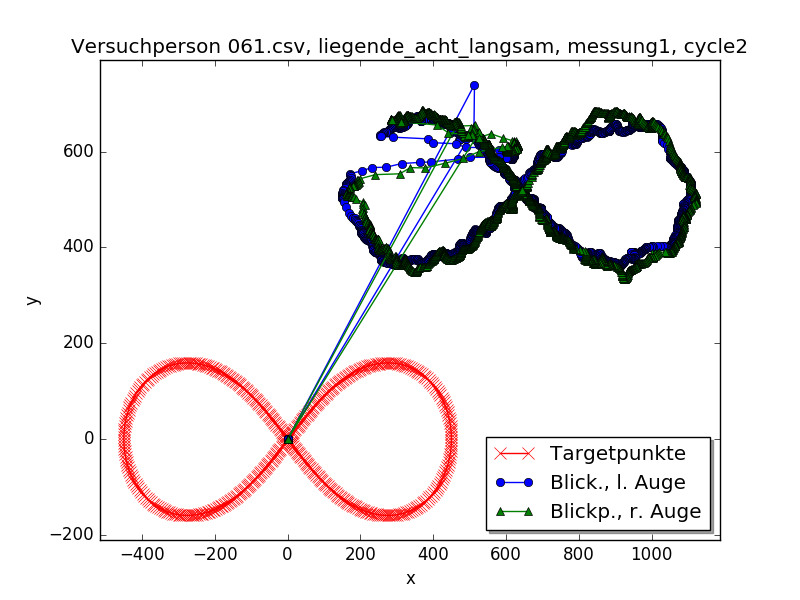 Versuchperson 061.csv, liegende_acht_langsam, messung1, cycle2
y
600
400
200
0
−200
−400
−200
0
200
400
600
800
1000
x
Targetpunkte
Blick., l. Auge
Blickp., r. Auge